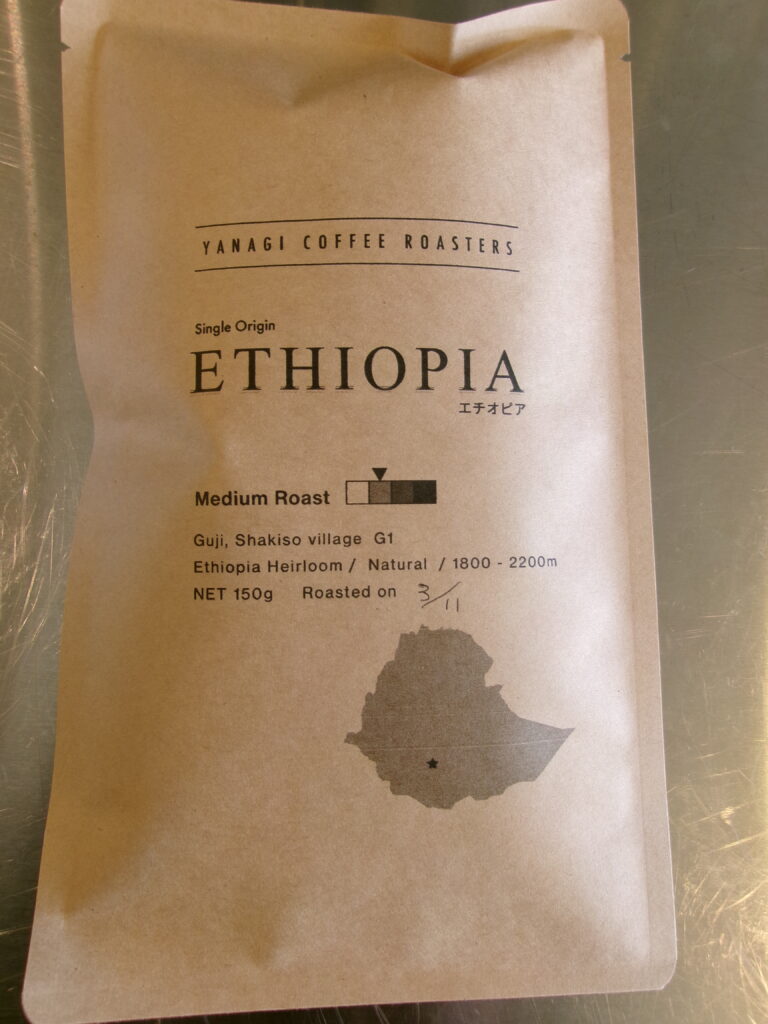 YANAGI COFFEE ROASTERS
Single Origin
ETHIOPIA
エチオピア
Medium Roast
Guji, Shakiso village G1
Ethiopia Heirloom / Natural / 1800 - 2200m
NET 150g Roasted on 3/11